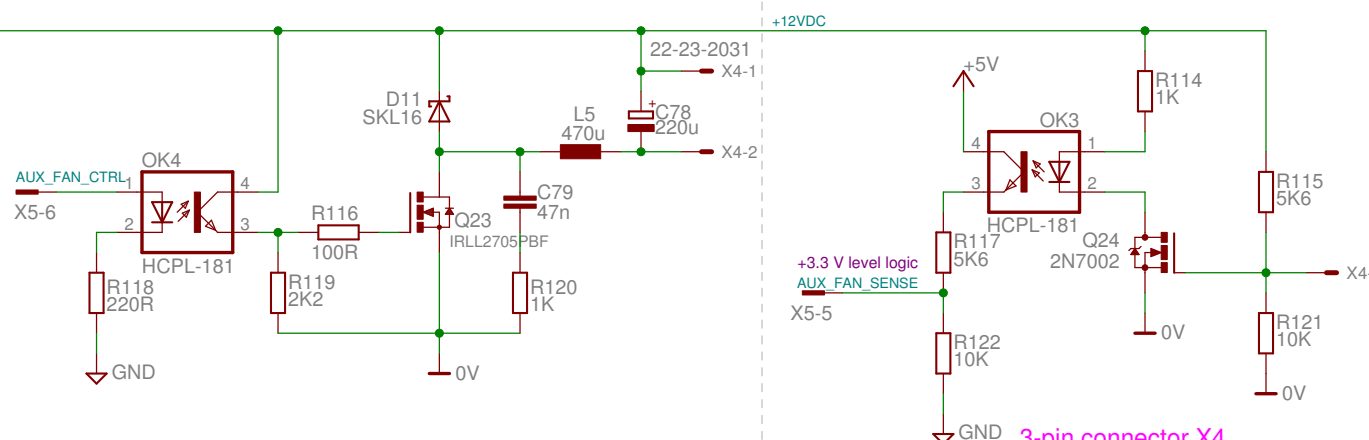 +12VDC
22-23-2031
X4-1
D11
SKL16
L5
470u
+
C78
220u
X4-2
OK4
AUX_FAN_CTRL
1
4
X5-6
2
3
HCPL-181
R118
220R
GND
R116
100R
R119
2K2
Q23
IRLL2705PBF
C79
47n
R120
1K
0V
+5V
R114
1K
OK3
4
1
3
2
HCPL-181
R115
5K6
R117
5K6
Q24
2N7002
+3.3 V level logic
AUX_FAN_SENSE
X5-5
X4-
0V
R121
10K
R122
10K
0V
GND
3-pin connector X4